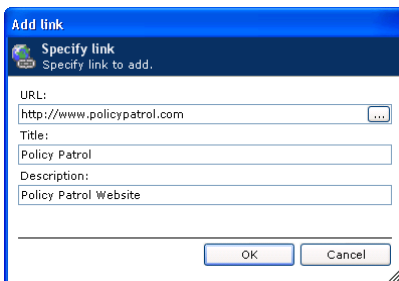 Add link
Specify link
Specify link to add.
URL:
http://www.policypatrol.com
...
Title:
Policy Patrol
Description:
Policy Patrol Website
OK Cancel